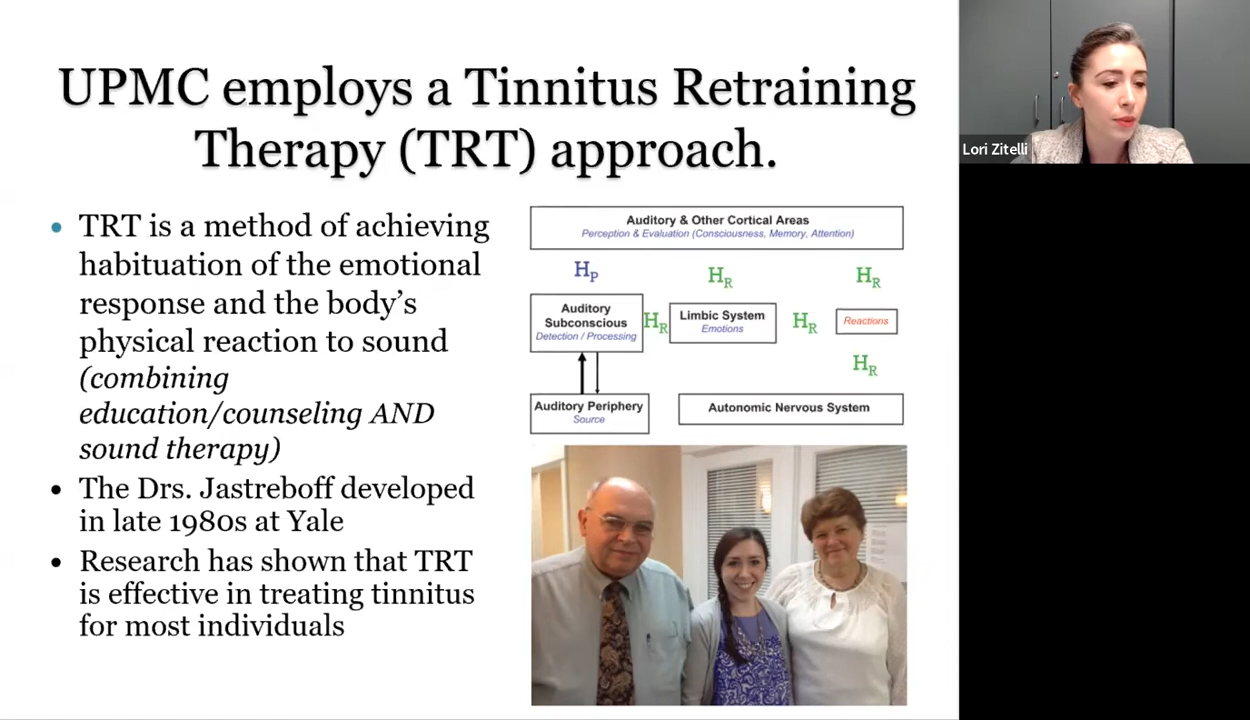 UPMC employs a Tinnitus Retraining
Therapy (TRT) approach.
• TRT is a method of achieving
habituation of the emotional
response and the body's
physical reaction to sound
(combining
education/counseling AND
sound therapy)
• The Drs. Jastreboff developed
in late 1980s at Yale
• Research has shown that TRT
is effective in treating tinnitus
for most individuals
Auditory & Other Cortical Areas
Perception & Evaluation (Consciousness, Memory, Attention)
HP HR HR
Auditory
Subconscious
Detection / Processing
HR
Limbic System
Emotions
HR
Reactions
HR
Auditory Periphery
Source
Autonomic Nervous System
Lori Zitelli